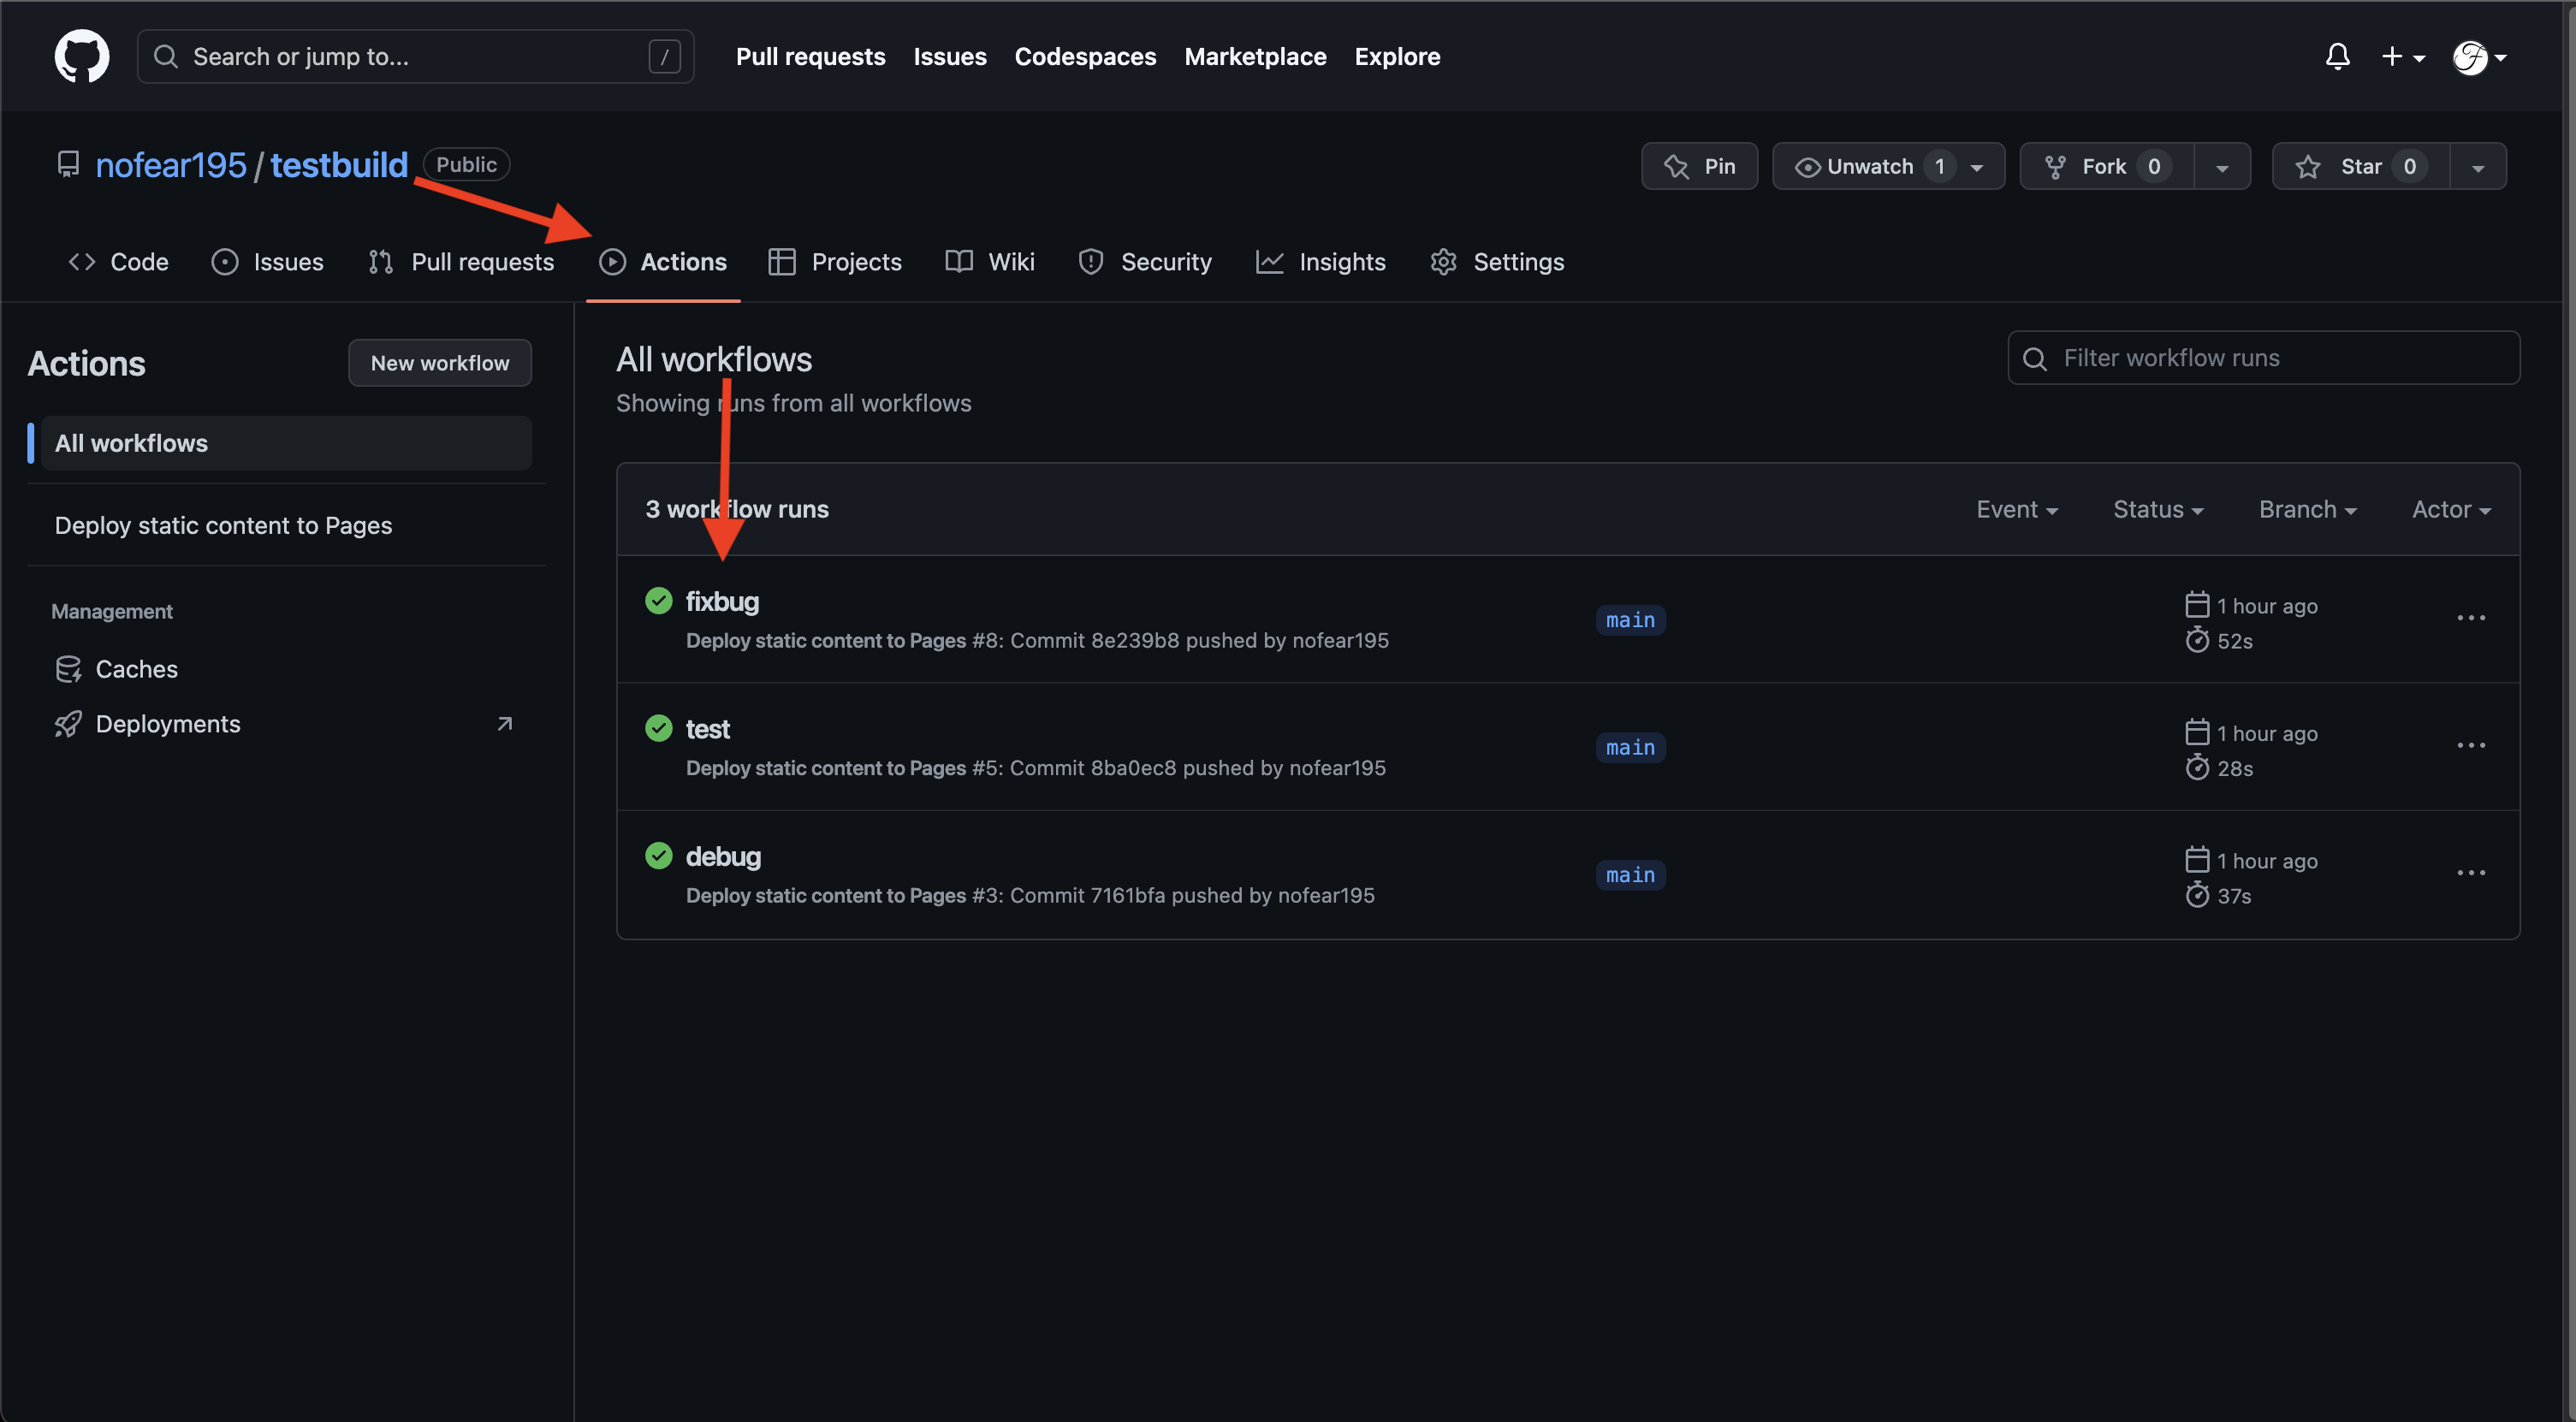 Search or jump to... /
Pull requests Issues Codespaces Marketplace Explore
nofear195 / testbuild Public
Pin Unwatch 1 Fork 0 Star 0
Code Issues Pull requests Actions Projects Wiki Security Insights Settings
Actions New workflow
All workflows
Deploy static content to Pages
Management
Caches
Deployments
All workflows
Showing runs from all workflows
Filter workflow runs
3 workflow runs Event Status Branch Actor
fixbug
Deploy static content to Pages #8: Commit 8e239b8 pushed by nofear195
main
1 hour ago
52s
test
Deploy static content to Pages #5: Commit 8ba0ec8 pushed by nofear195
main
1 hour ago
28s
debug
Deploy static content to Pages #3: Commit 7161bfa pushed by nofear195
main
1 hour ago
37s